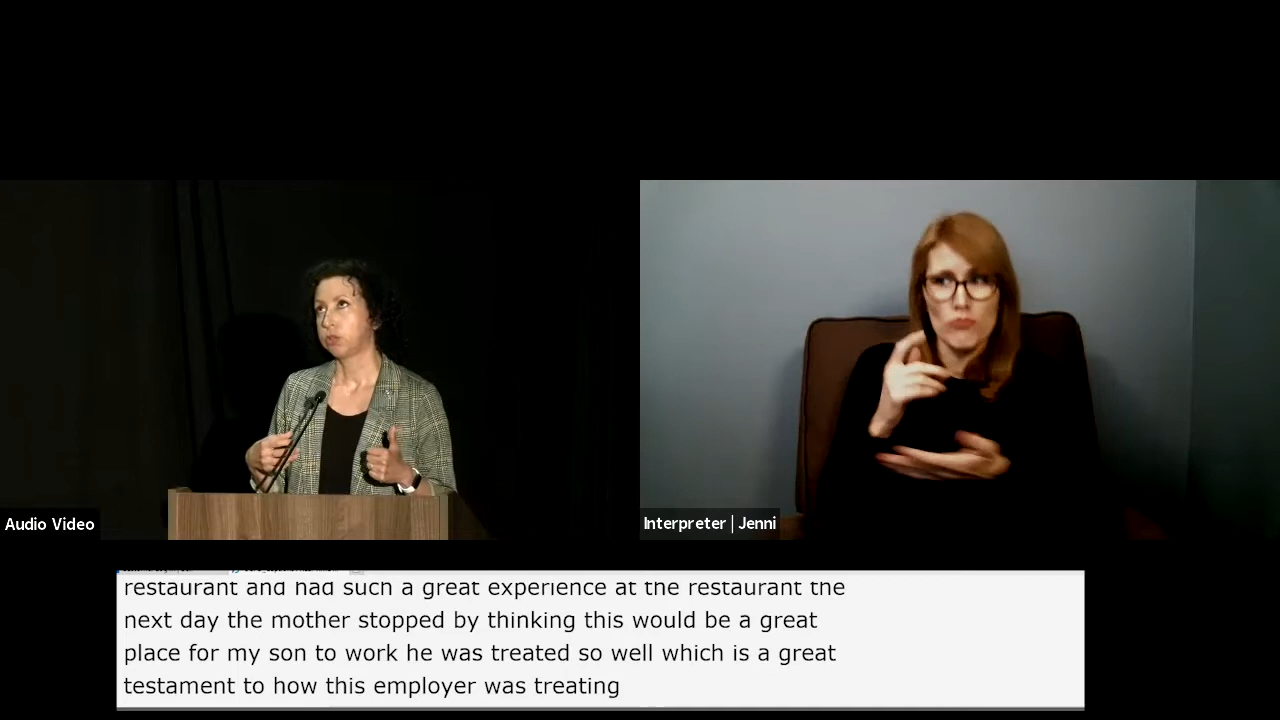 Audio Video
Interpreter | Jenni
restaurant and had such a great experience at the restaurant the
next day the mother stopped by thinking this would be a great
place for my son to work he was treated so well which is a great
testament to how this employer was treating